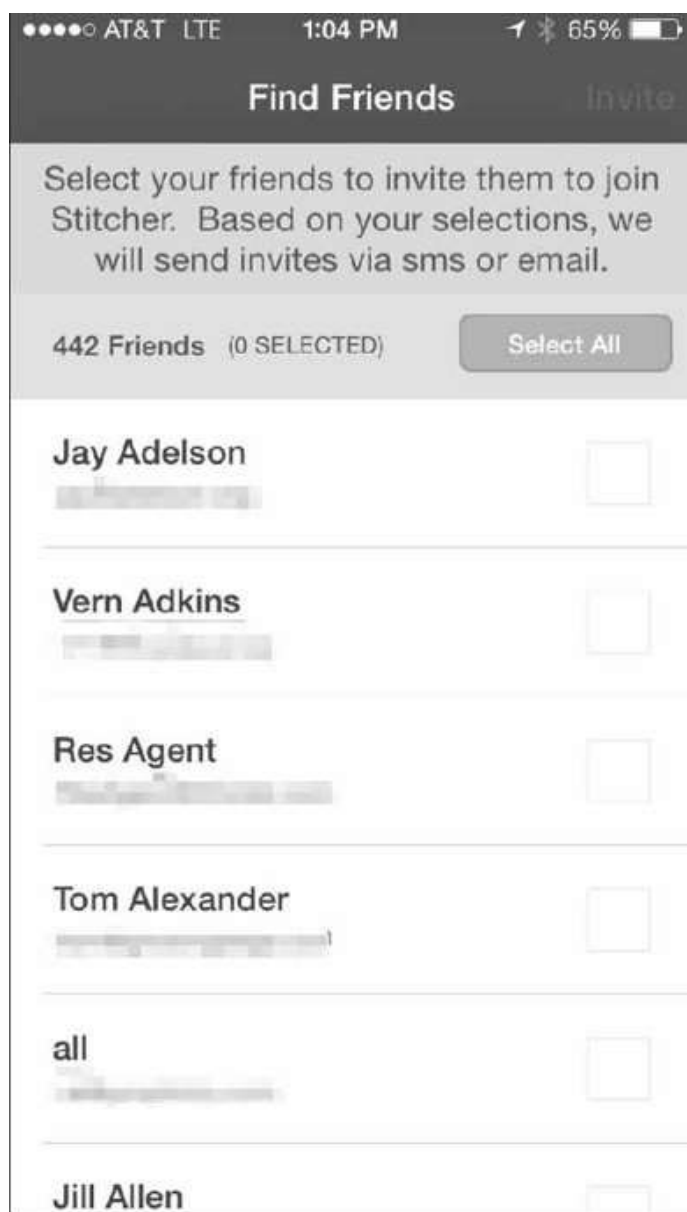 AT&T LTE 1:04 PM 65%
Find Friends Invite
Select your friends to invite them to join
Stitcher. Based on your selections, we
will send invites via sms or email.
442 Friends (0 SELECTED) Select All
Jay Adelson
Vern Adkins
Res Agent
Tom Alexander
all
Jill Allen